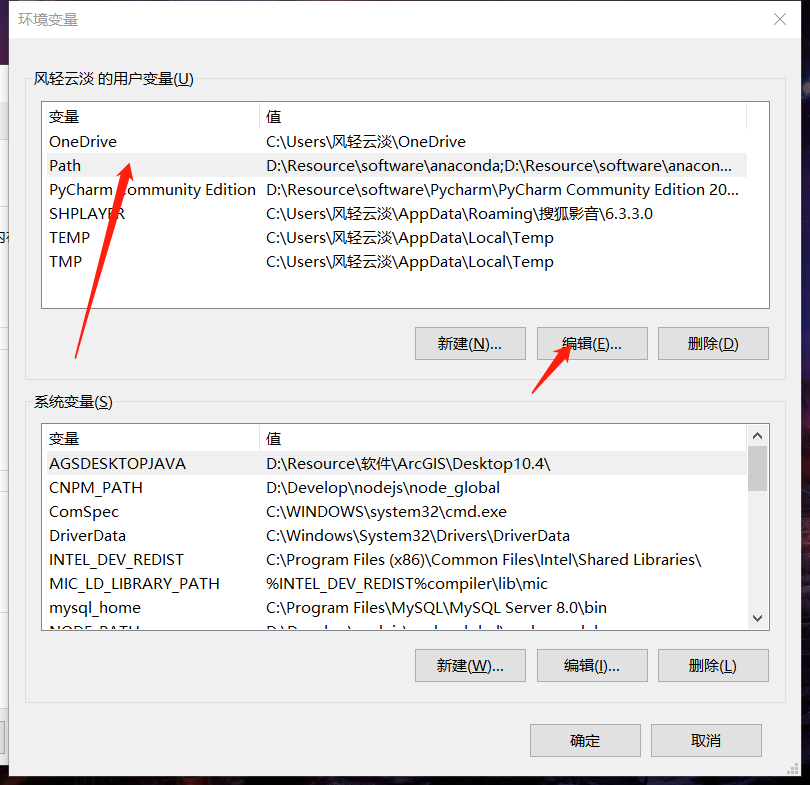 环境变量
风轻云淡 的用户变量(U)
变量 值
OneDrive C:\Users\风轻云淡\OneDrive
Path D:\Resource\software\anaconda;D:\Resource\software\anacon...
PyCharm Community Edition D:\Resource\software\Pycharm\PyCharm Community Edition 20...
SHPLAYER C:\Users\风轻云淡\AppData\Roaming\搜狐影音\6.3.3.0
TEMP C:\Users\风轻云淡\AppData\Local\Temp
TMP C:\Users\风轻云淡\AppData\Local\Temp
新建(N)... 编辑(E)... 删除(D)
系统变量(S)
变量 值
AGSDESKTOPJAVA D:\Resource\软件\ArcGIS\Desktop10.4\
CNPM_PATH D:\Develop\nodejs\node_global
ComSpec C:\WINDOWS\system32\cmd.exe
DriverData C:\Windows\System32\Drivers\DriverData
INTEL_DEV_REDIST C:\Program Files (x86)\Common Files\Intel\Shared Libraries\
MIC_LD_LIBRARY_PATH %INTEL_DEV_REDIST%compiler\lib\mic
mysql_home C:\Program Files\MySQL\MySQL Server 8.0\bin
新建(W)... 编辑(I)... 删除(L)
确定 取消